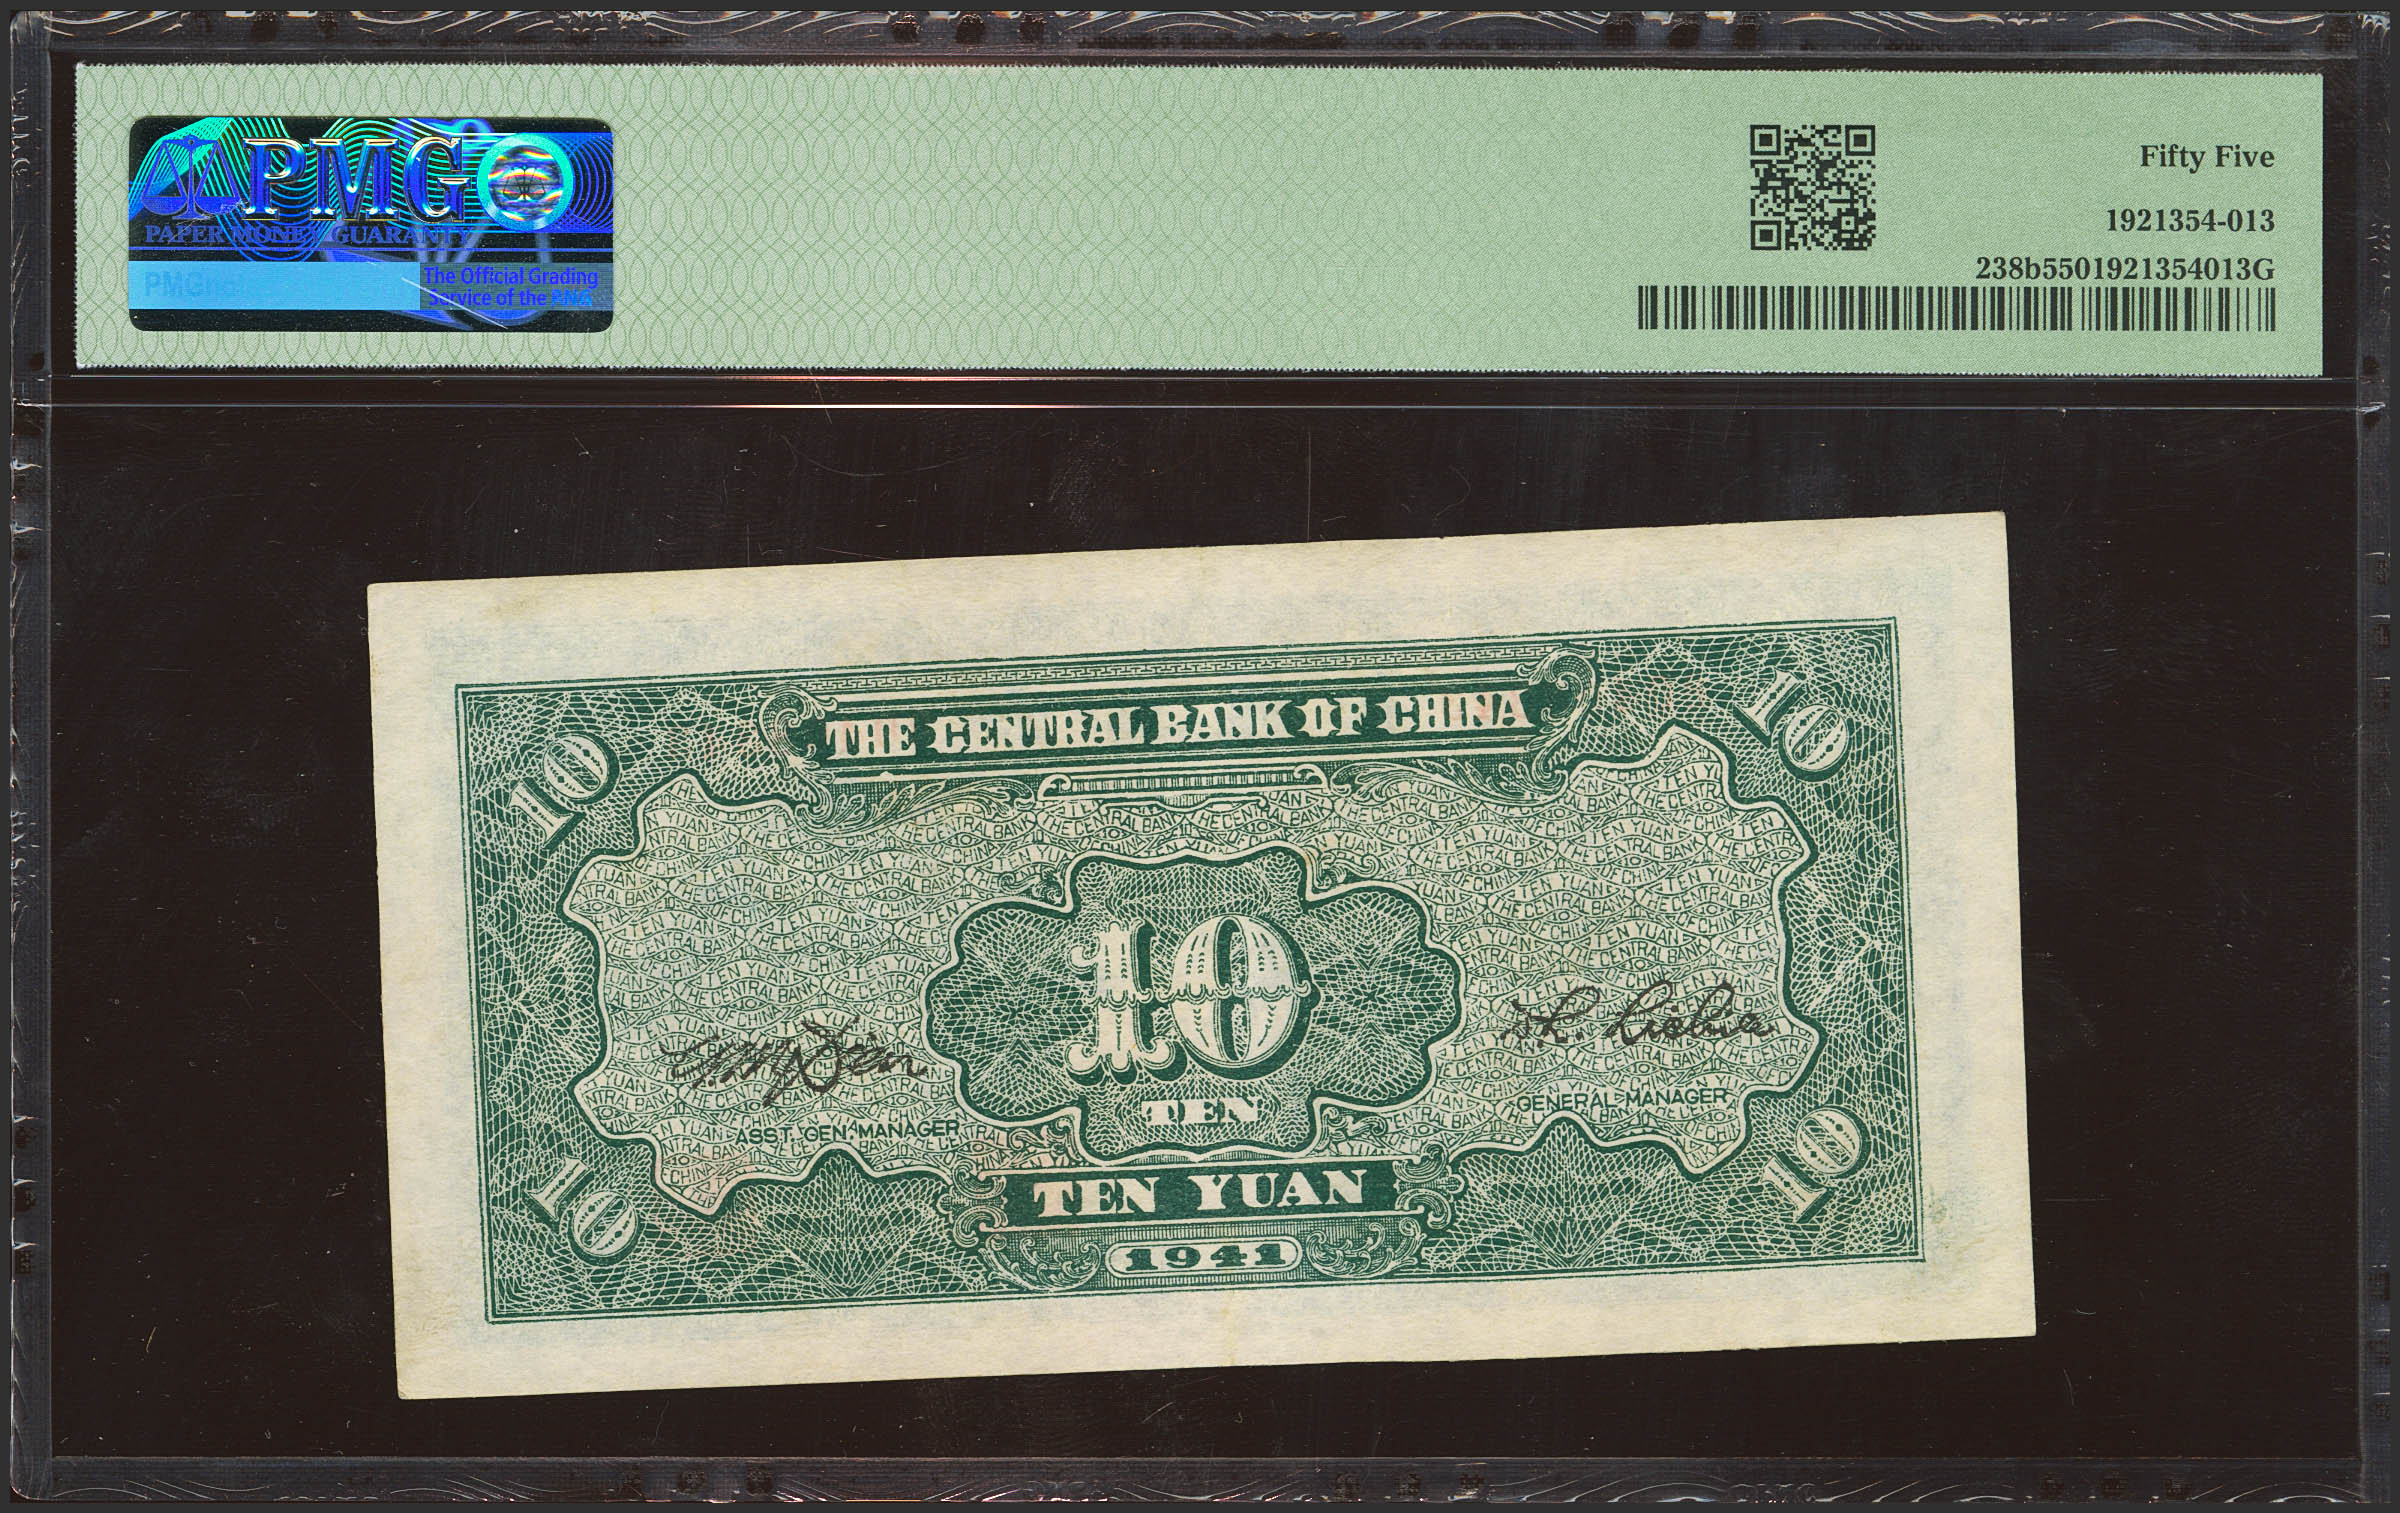 PMG
PAPER MONEY GUARANTY
The Official Grading
Service of the PNG
Fifty Five
1921354-013
238b5501921354013G
THE CENTRAL BANK OF CHINA
10
10
10
TEN
ASST. GEN. MANAGER
GENERAL MANAGER
10
10
TEN YUAN
1941